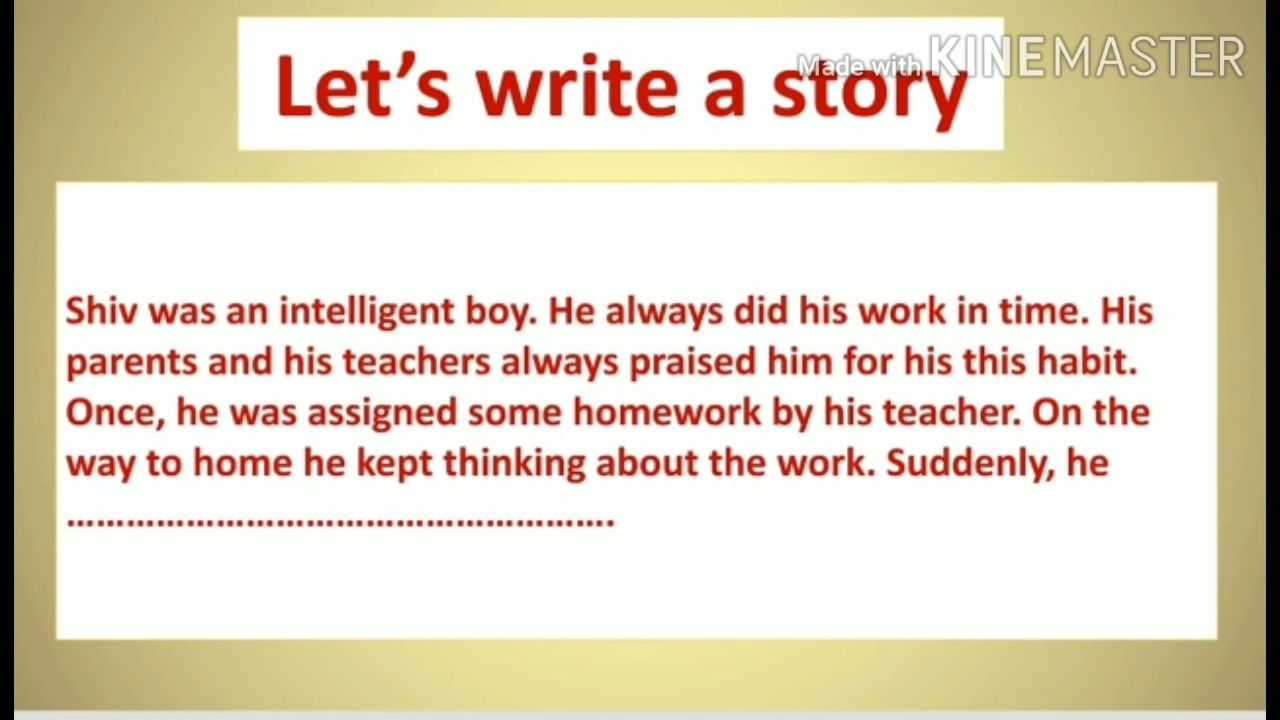 Let's write a story
Made with KINEMASTER
Shiv was an intelligent boy. He always did his work in time. His
parents and his teachers always praised him for his this habit.
Once, he was assigned some homework by his teacher. On the
way to home he kept thinking about the work. Suddenly, he
…………………………………………….